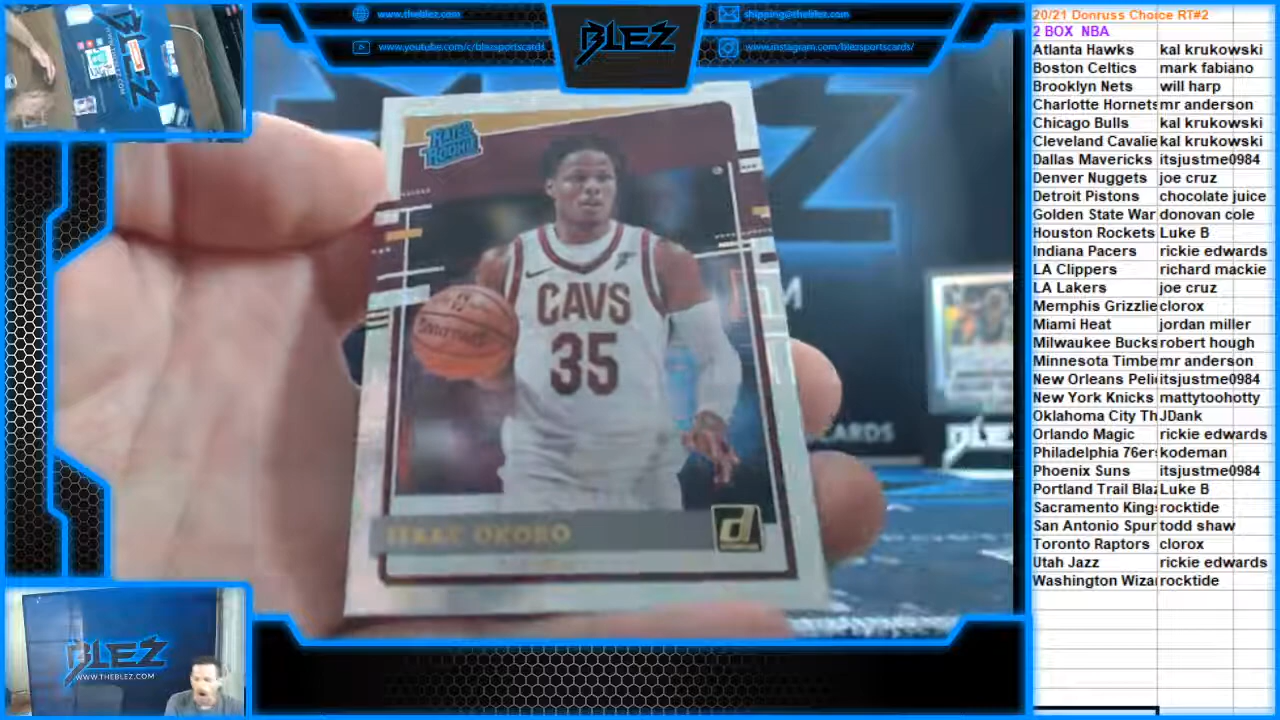 www.theblez.com
shipping@theblez.com
www.youtube.com/c/blezsportscards/
www.instagram.com/blezsportscards/
BLEZ
RATED
ROOKIE
CAVS
35
ISAAC OKORO
d
BLEZ
WWW.THEBLEZ.COM
20/21 Donruss Choice RT#2
2 BOX NBA
Atlanta Hawks kal krukowski
Boston Celtics mark fabiano
Brooklyn Nets will harp
Charlotte Hornets mr anderson
Chicago Bulls kal krukowski
Cleveland Cavalie kal krukowski
Dallas Mavericks itsjustme0984
Denver Nuggets joe cruz
Detroit Pistons chocolate juice
Golden State War donovan cole
Houston Rockets Luke B
Indiana Pacers rickie edwards
LA Clippers richard mackie
LA Lakers joe cruz
Memphis Grizzlie clorox
Miami Heat jordan miller
Milwaukee Bucks robert hough
Minnesota Timbe mr anderson
New Orleans Peli itsjustme0984
New York Knicks mattytoohotty
Oklahoma City Th JDank
Orlando Magic rickie edwards
Philadelphia 76er kodeman
Phoenix Suns itsjustme0984
Portland Trail Blaz Luke B
Sacramento King rocktide
San Antonio Spur todd shaw
Toronto Raptors clorox
Utah Jazz rickie edwards
Washington Wiza rocktide